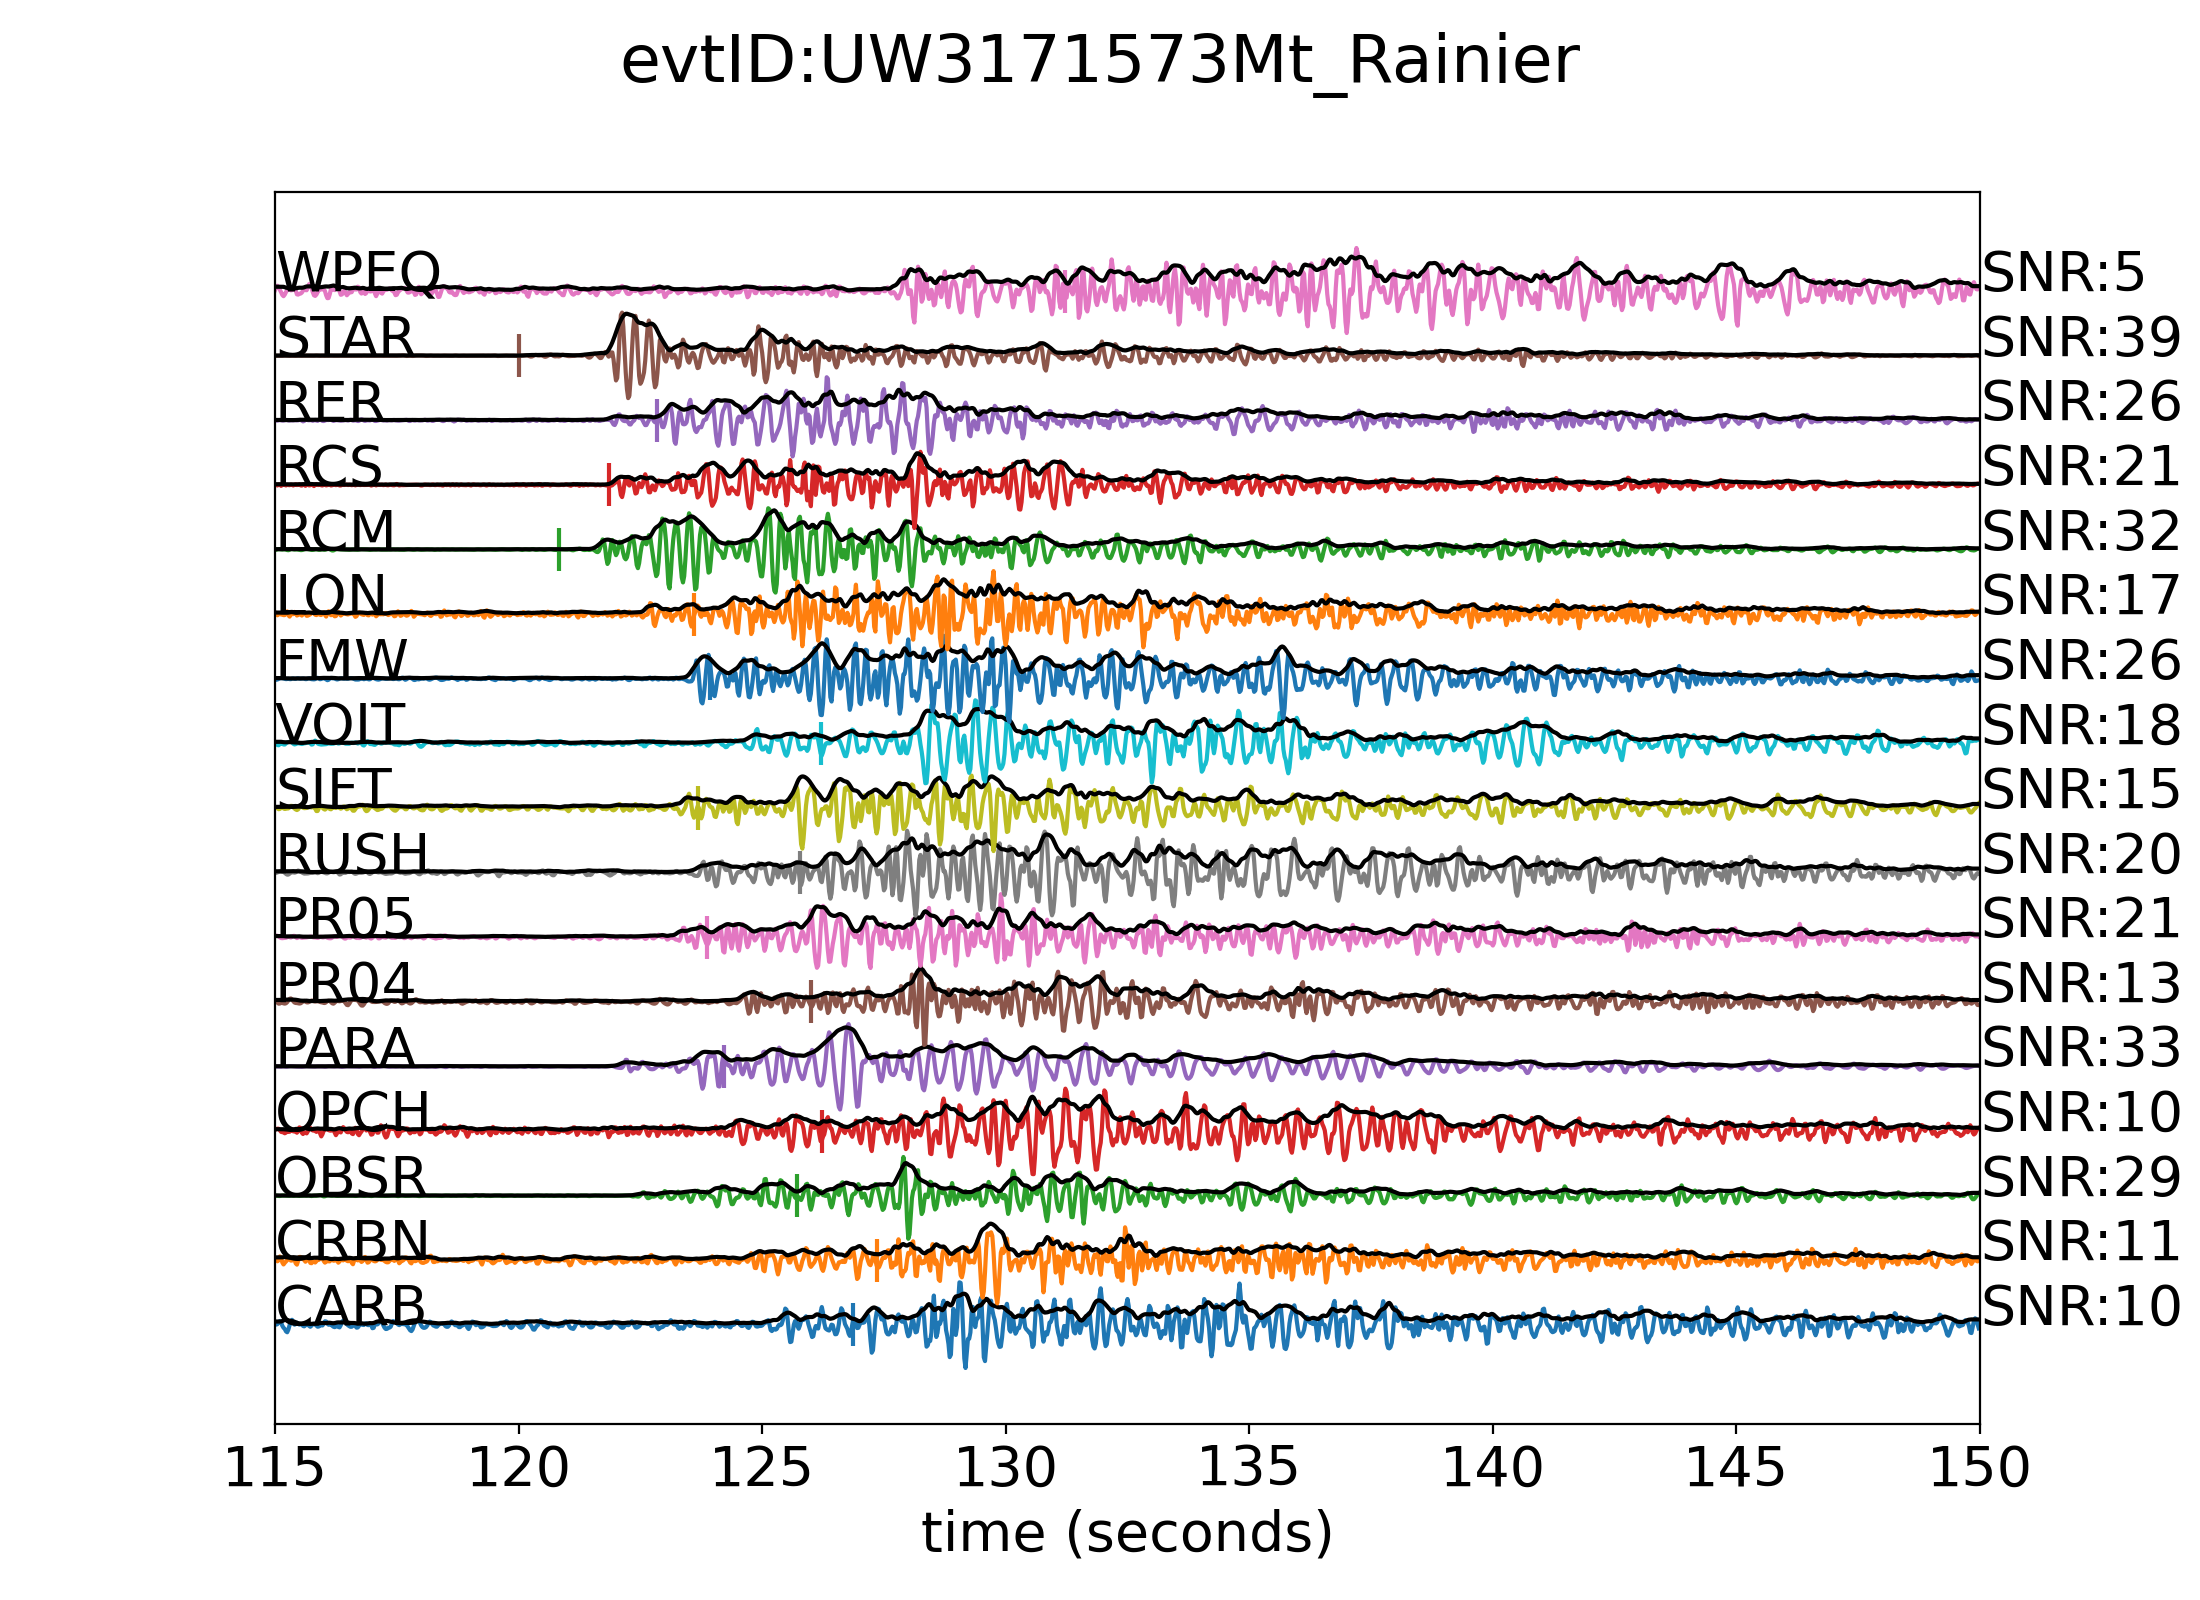 evtID:UW3171573Mt_Rainier
WPEQ SNR:5
STAR SNR:39
RER SNR:26
RCS SNR:21
RCM SNR:32
LON SNR:17
FMW SNR:26
VOIT SNR:18
SIFT SNR:15
RUSH SNR:20
PR05 SNR:21
PR04 SNR:13
PARA SNR:33
OPCH SNR:10
OBSR SNR:29
CRBN SNR:11
CARB SNR:10
115 120 125 130 135 140 145 150
time (seconds)